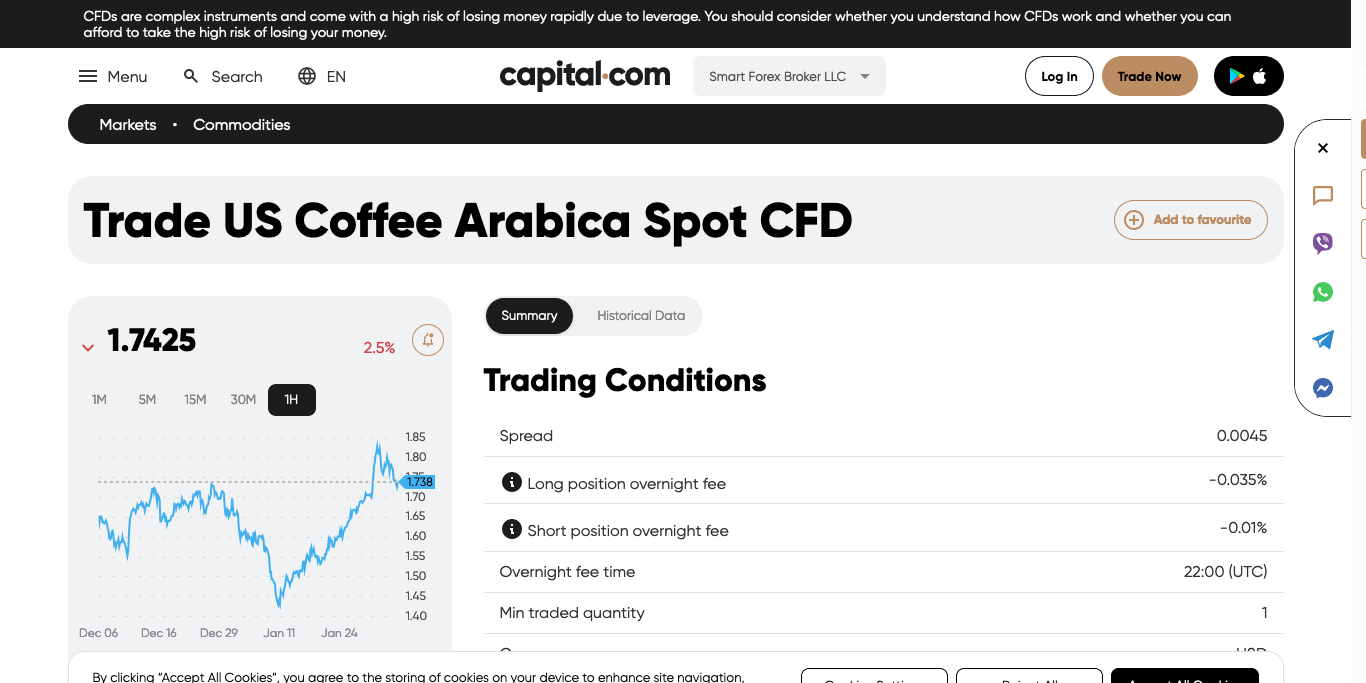 CFDs are complex instruments and come with a high risk of losing money rapidly due to leverage. You should consider whether you understand how CFDs work and whether you can
afford to take the high risk of losing your money.
Menu
Search
EN
capital.com
Smart Forex Broker LLC
Log In
Trade Now
Markets • Commodities
Trade US Coffee Arabica Spot CFD
Add to favourite
1.7425
2.5%
1M 5M 15M 30M 1H
1.85
1.80
1.75
1.738
1.70
1.65
1.60
1.55
1.50
1.45
1.40
Dec 06 Dec 16 Dec 29 Jan 11 Jan 24
Summary
Historical Data
Trading Conditions
Spread 0.0045
Long position overnight fee -0.035%
Short position overnight fee -0.01%
Overnight fee time 22:00 (UTC)
Min traded quantity 1
USD
By clicking “Accept All Cookies”, you agree to the storing of cookies on your device to enhance site navigation,
Reject All
Accept All Cookies